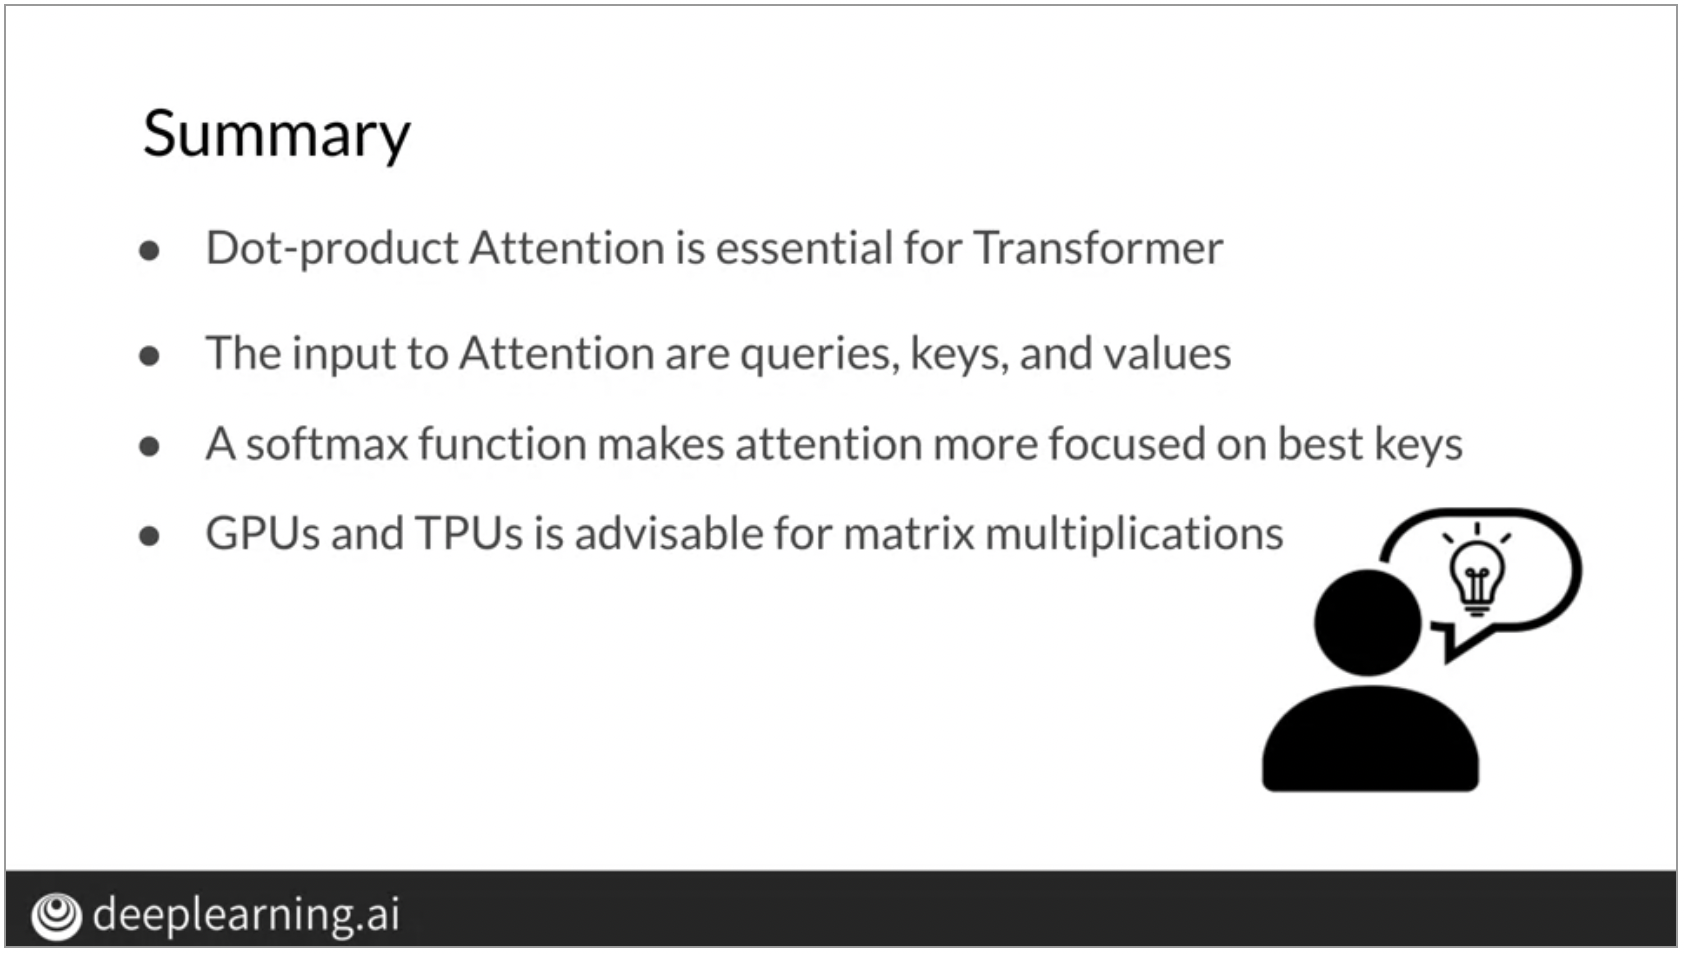 Summary
● Dot-product Attention is essential for Transformer
● The input to Attention are queries, keys, and values
● A softmax function makes attention more focused on best keys
● GPUs and TPUs is advisable for matrix multiplications
deeplearning.ai